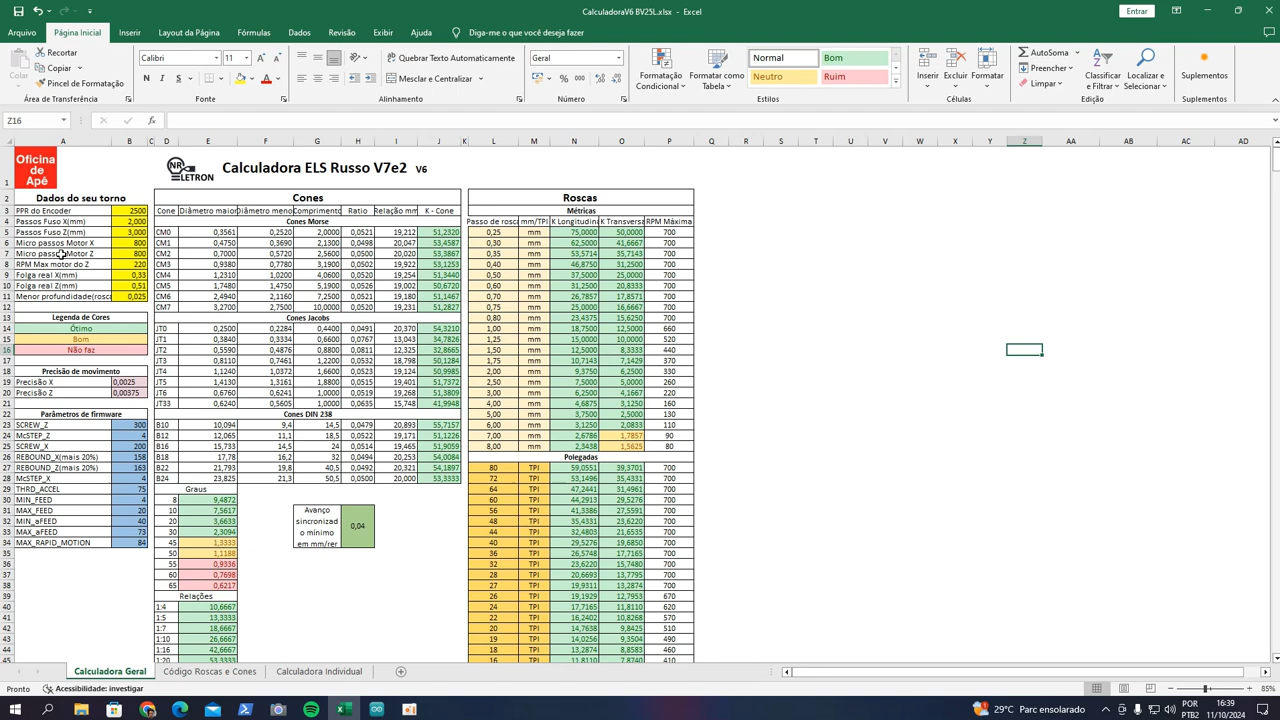 CalculadoraV6 BV25L.xlsx - Excel
Entrar
Arquivo Página Inicial Inserir Layout da Página Fórmulas Dados Revisão Exibir Ajuda Diga-me o que você deseja fazer
Colar
Recortar
Copiar
Pincel de Formatação
Área de Transferência
Calibri 11
N I S
Fonte
Quebrar Texto Automaticamente
Mesclar e Centralizar
Alinhamento
Geral
% 000
Número
Formatação Condicional
Formatar como Tabela
Normal Bom
Neutro Ruim
Estilos
Inserir Excluir Formatar
Células
AutoSoma
Preencher
Limpar
Classificar e Filtrar
Localizar e Selecionar
Edição
Suplementos
Suplementos
Z16
fx
A B C D E F G H I J K L M N O P Q R S T U V W X Y Z AA AB AC AD
Oficina
de
Apê
NR
LETRON
Calculadora ELS Russo V7e2 V6
Dados do seu torno
PPR do Encoder 2500
Passos Fuso X(mm) 2,000
Passos Fuso Z(mm) 3,000
Micro passos Motor X 800
Micro passos Motor Z 800
RPM Max motor do Z 220
Folga real X(mm) 0,33
Folga real Z(mm) 0,51
Menor profundidade(rosca 0,025
Legenda de Cores
Ótimo
Bom
Não faz
Precisão de movimento
Precisão X 0,0025
Precisão Z 0,00375
Parâmetros de firmware
SCREW_Z 300
McSTEP_Z 4
SCREW_X 200
REBOUND_X(mais 20%) 158
REBOUND_Z(mais 20%) 163
McSTEP_X 4
THRD_ACCEL 75
MIN_FEED 4
MAX_FEED 20
MIN_aFEED 40
MAX_aFEED 73
MAX_RAPID_MOTION 84
Cones
Cone Diâmetro maior Diâmetro menor Comprimento Ratio Relação mm K - Cone
Cones Morse
CM0 0,3561 0,2520 2,0000 0,0521 19,212 51,2320
CM1 0,4750 0,3690 2,1300 0,0498 20,047 53,4587
CM2 0,7000 0,5720 2,5600 0,0500 20,020 53,3867
CM3 0,9380 0,7780 3,1900 0,0502 19,922 53,1253
CM4 1,2310 1,0200 4,0600 0,0520 19,254 51,3440
CM5 1,7480 1,4750 5,1900 0,0526 19,002 50,6720
CM6 2,4940 2,1160 7,2500 0,0521 19,180 51,1467
CM7 3,2700 2,7500 10,0000 0,0520 19,231 51,2827
Cones Jacobs
JT0 0,2500 0,2284 0,4400 0,0491 20,370 54,3210
JT1 0,3840 0,3334 0,6600 0,0767 13,043 34,7826
JT2 0,5590 0,4876 0,8800 0,0811 12,325 32,8665
JT3 0,8110 0,7461 1,2200 0,0532 18,798 50,1284
JT4 1,1240 1,0372 1,6600 0,0523 19,124 50,9985
JT5 1,4130 1,3161 1,8800 0,0515 19,401 51,7372
JT6 0,6760 0,6241 1,0000 0,0519 19,268 51,3809
JT33 0,6240 0,5605 1,0000 0,0635 15,748 41,9948
Cones DIN 238
B10 10,094 9,4 14,5 0,0479 20,893 55,7157
B12 12,065 11,1 18,5 0,0522 19,171 51,1226
B16 15,733 14,5 24 0,0514 19,465 51,9059
B18 17,78 16,2 32 0,0494 20,253 54,0084
B22 21,793 19,8 40,5 0,0492 20,321 54,1897
B24 23,825 21,3 50,5 0,0500 20,000 53,3333
Graus
8 9,4872
10 7,5617
20 3,6633
30 2,3094
45 1,3333
50 1,1188
55 0,9336
60 0,7698
65 0,6217
Relações
1:4 10,6667
1:5 13,3333
1:7 18,6667
1:10 26,6667
1:16 42,6667
1:20 53,3333
Avanço
sincronizad
o minimo
em mm/rer
0,04
Roscas
Métricas
Passo de rosca mm/TPI K Longitudin K Transversa RPM Máxima
0,25 mm 75,0000 50,0000 700
0,30 mm 62,5000 41,6667 700
0,35 mm 53,5714 35,7143 700
0,40 mm 46,8750 31,2500 700
0,50 mm 37,5000 25,0000 700
0,60 mm 31,2500 20,8333 700
0,70 mm 26,7857 17,8571 700
0,75 mm 25,0000 16,6667 700
0,80 mm 23,4375 15,6250 700
1,00 mm 18,7500 12,5000 660
1,25 mm 15,0000 10,0000 520
1,50 mm 12,5000 8,3333 440
1,75 mm 10,7143 7,1429 370
2,00 mm 9,3750 6,2500 330
2,50 mm 7,5000 5,0000 260
3,00 mm 6,2500 4,1667 220
4,00 mm 4,6875 3,1250 160
5,00 mm 3,7500 2,5000 130
6,00 mm 3,1250 2,0833 110
7,00 mm 2,6786 1,7857 90
8,00 mm 2,3438 1,5625 80
Polegadas
80 TPI 59,0551 39,3701 700
72 TPI 53,1496 35,4331 700
64 TPI 47,2441 31,4961 700
60 TPI 44,2913 29,5276 700
56 TPI 41,3386 27,5591 700
48 TPI 35,4331 23,6220 700
44 TPI 32,4803 21,6535 700
40 TPI 29,5276 19,6850 700
36 TPI 26,5748 17,7165 700
32 TPI 23,6220 15,7480 700
28 TPI 20,6693 13,7795 700
27 TPI 19,9311 13,2874 700
26 TPI 19,1929 12,7953 670
24 TPI 17,7165 11,8110 620
22 TPI 16,2402 10,8268 570
20 TPI 14,7638 9,8425 510
19 TPI 14,0256 9,3504 490
18 TPI 13,2874 8,8583 460
16 TPI 11,8110 7,8740 410
Calculadora Geral Código Roscas e Cones Calculadora Individual
Pronto Acessibilidade: investigar
85%
29°C Parc ensolarado
POR
PTB2
16:39
11/10/2024